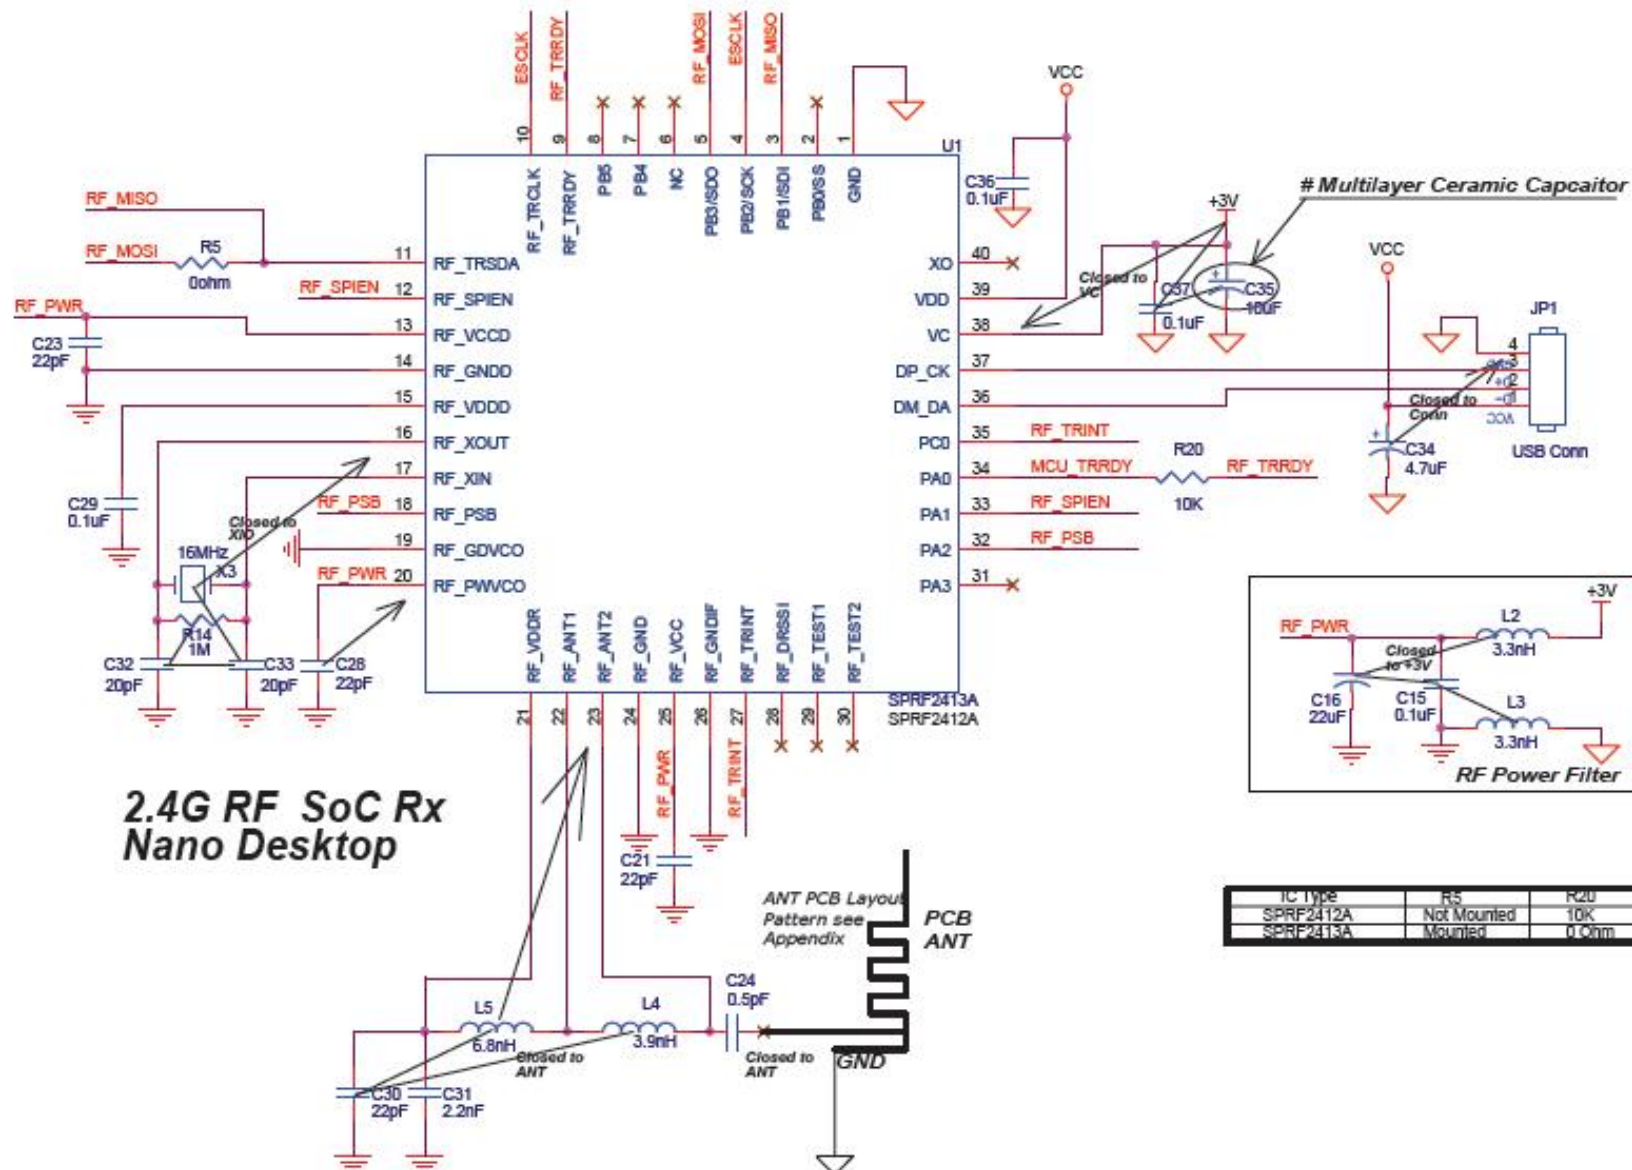 ESCLK
RF_TRRDY
RF_MOSI
ESCLK
RF_MISO
VCC
10
9
8
7
6
5
4
3
2
1
U1
RF_TRCLK
RF_TRRDY
PB5
PB4
NC
PB3/SDO
PB2/SCK
PB1/SDI
PB0/SS
GND
C36
0.1uF
# Multilayer Ceramic Capcaitor
+3V
RF_MISO
RF_MOSI
R5
0ohm
RF_SPIEN
RF_PWR
C23
22pF
11 RF_TRSDA
12 RF_SPIEN
13 RF_VCCD
14 RF_GNDD
15 RF_VDDD
16 RF_XOUT
17 RF_XIN
18 RF_PSB
19 RF_GDVCO
20 RF_PWVCO
XO 40
VDD 39
VC 38
DP_CK 37
DM_DA 36
PC0 35
PA0 34
PA1 33
PA2 32
PA3 31
Closed to
VC
C37
0.1uF
C35
10uF
VCC
JP1
4
3
2
1
D+
D-
VCC
USB Conn
Closed to
Conn
C34
4.7uF
RF_TRINT
MCU_TRRDY
R20
10K
RF_TRRDY
RF_SPIEN
RF_PSB
C29
0.1uF
RF_PSB
Closed to
XIO
16MHz
X3
RF_PWR
R14
1M
C32
20pF
C33
20pF
C28
22pF
RF_VDDR
RF_ANT1
RF_ANT2
RF_GND
RF_VCC
RF_GNDIF
RF_TRINT
RF_DRSSI
RF_TEST1
RF_TEST2
21
22
23
24
25
26
27
28
29
30
SPRF2413A
SPRF2412A
RF_PWR
RF_TRINT
+3V
RF_PWR
L2
3.3nH
Closed
to +3V
C16
22uF
C15
0.1uF
L3
3.3nH
RF Power Filter
2.4G RF SoC Rx
Nano Desktop
C21
22pF
ANT PCB Layout
Pattern see
Appendix
PCB
ANT
IC Type R5 R20
SPRF2412A Not Mounted 10K
SPRF2413A Mounted 0 Ohm
L5
6.8nH
L4
3.9nH
C24
0.5pF
Closed to
ANT
Closed to
ANT
GND
C30
22pF
C31
2.2nF